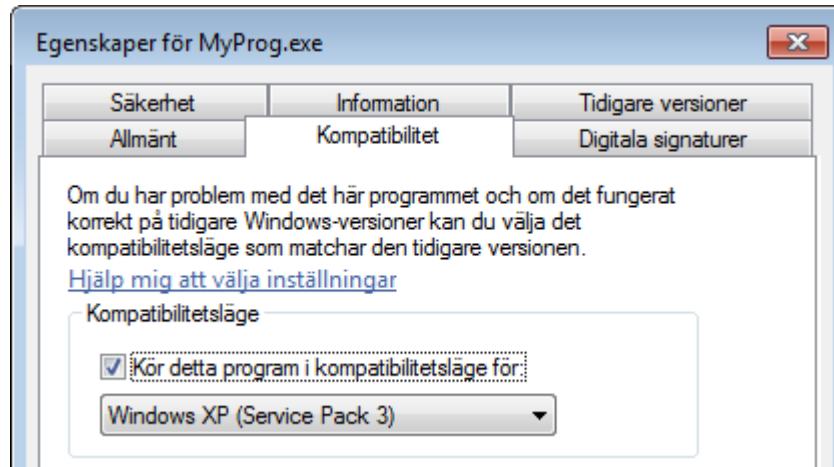 Egenskaper för MyProg.exe
Säkerhet Information Tidigare versioner
Allmänt Kompatibilitet Digitala signaturer
Om du har problem med det här programmet och om det fungerat
korrekt på tidigare Windows-versioner kan du välja det
kompatibilitetsläge som matchar den tidigare versionen.
Hjälp mig att välja inställningar
Kompatibilitetsläge
Kör detta program i kompatibilitetsläge för:
Windows XP (Service Pack 3)